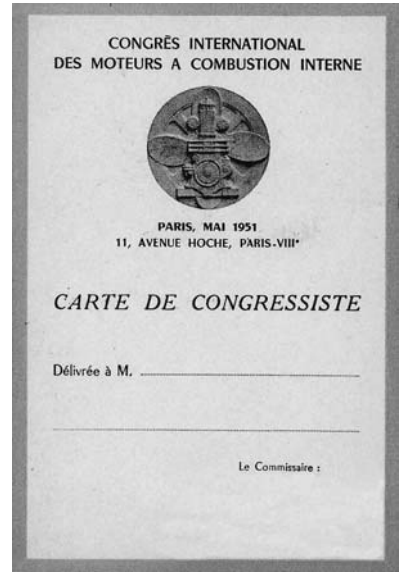 CONGRÈS INTERNATIONAL
DES MOTEURS A COMBUSTION INTERNE
PARIS, MAI 1951
11, AVENUE HOCHE, PARIS-VIIIᵉ
CARTE DE CONGRESSISTE
Délivrée à M.
Le Commissaire :